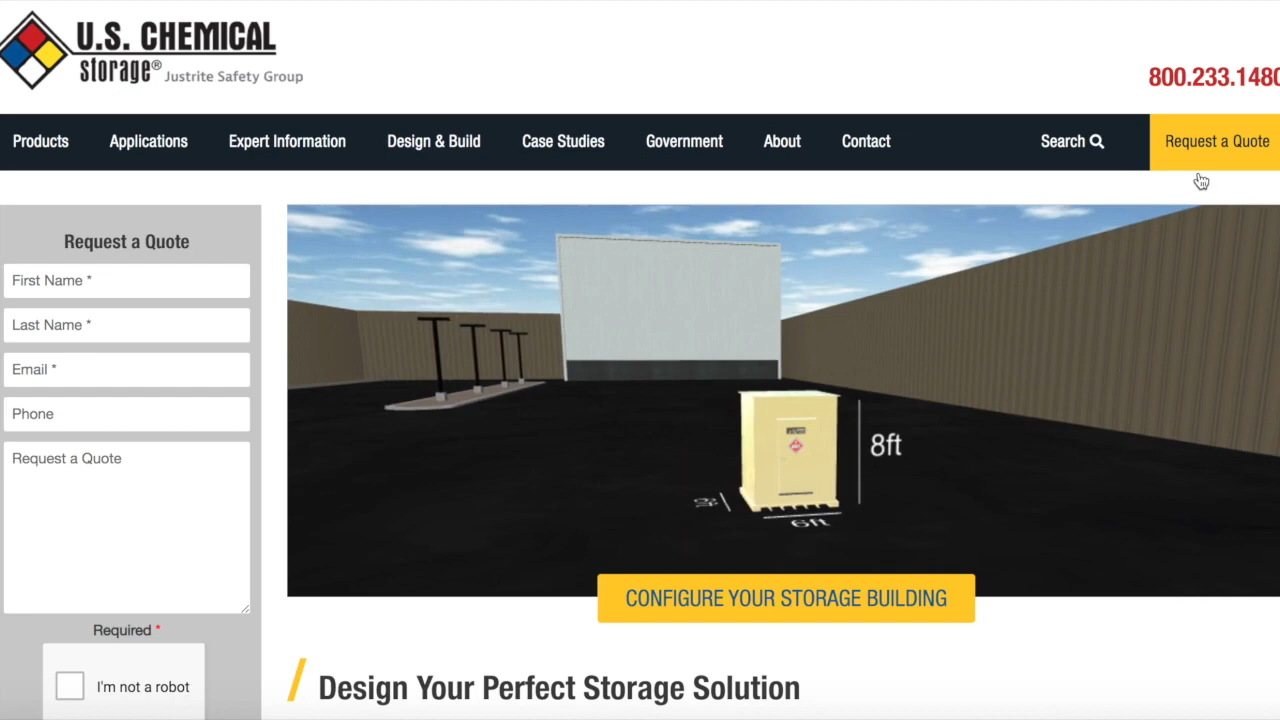 U.S. CHEMICAL
storage® Justrite Safety Group
800.233.1480
Products Applications Expert Information Design & Build Case Studies Government About Contact Search Request a Quote
Request a Quote
First Name *
Last Name *
Email *
Phone
Request a Quote
Required *
I'm not a robot
8ft
6ft
CONFIGURE YOUR STORAGE BUILDING
Design Your Perfect Storage Solution